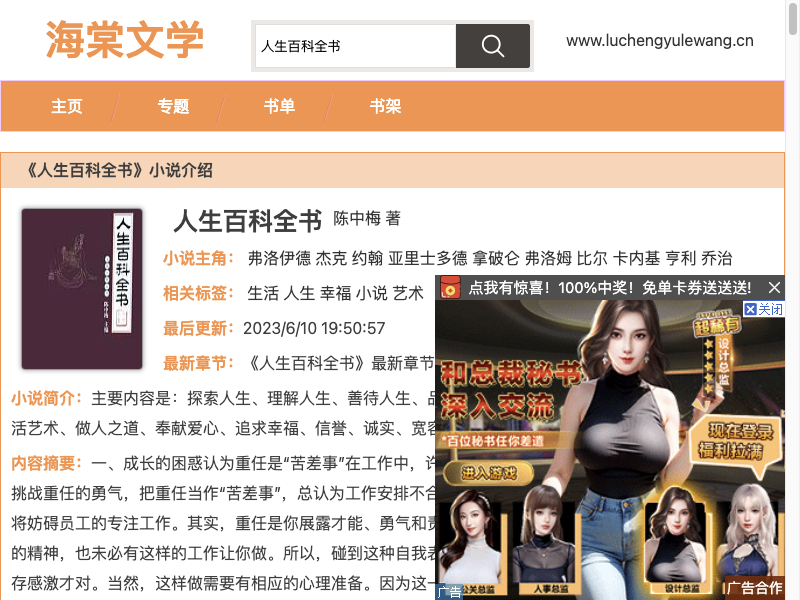 海棠文学
人生百科全书
www.luchengyulewang.cn
主页
专题
书单
书架
《人生百科全书》小说介绍
人生百科全书
陈中梅 主编
人生百科全书 陈中梅 著
小说主角： 弗洛伊德 杰克 约翰 亚里士多德 拿破仑 弗洛姆 比尔 卡内基 亨利 乔治
相关标签： 生活 人生 幸福 小说 艺术
最后更新： 2023/6/10 19:50:57
最新章节： 《人生百科全书》最新章节
小说简介：主要内容是：探索人生、理解人生、善待人生、品
活艺术、做人之道、奉献爱心、追求幸福、信誉、诚实、宽容
内容摘要：一、成长的困惑认为重任是“苦差事”在工作中，许
挑战重任的勇气，把重任当作“苦差事”，总认为工作安排不合
将妨碍员工的专注工作。其实，重任是你展露才能、勇气和责
的精神，也未必有这样的工作让你做。所以，碰到这种自我表
存感激才对。当然，这样做需要有相应的心理准备。因为这一
点我有惊喜！100%中奖！免单卡券送送送!
关闭
超稀有
设计总监
和总裁秘书
深入交流
*百位秘书任你差遣
进入游戏
现在登录
福利拉满
公关总监
人事总监
设计总监
广告
广告合作